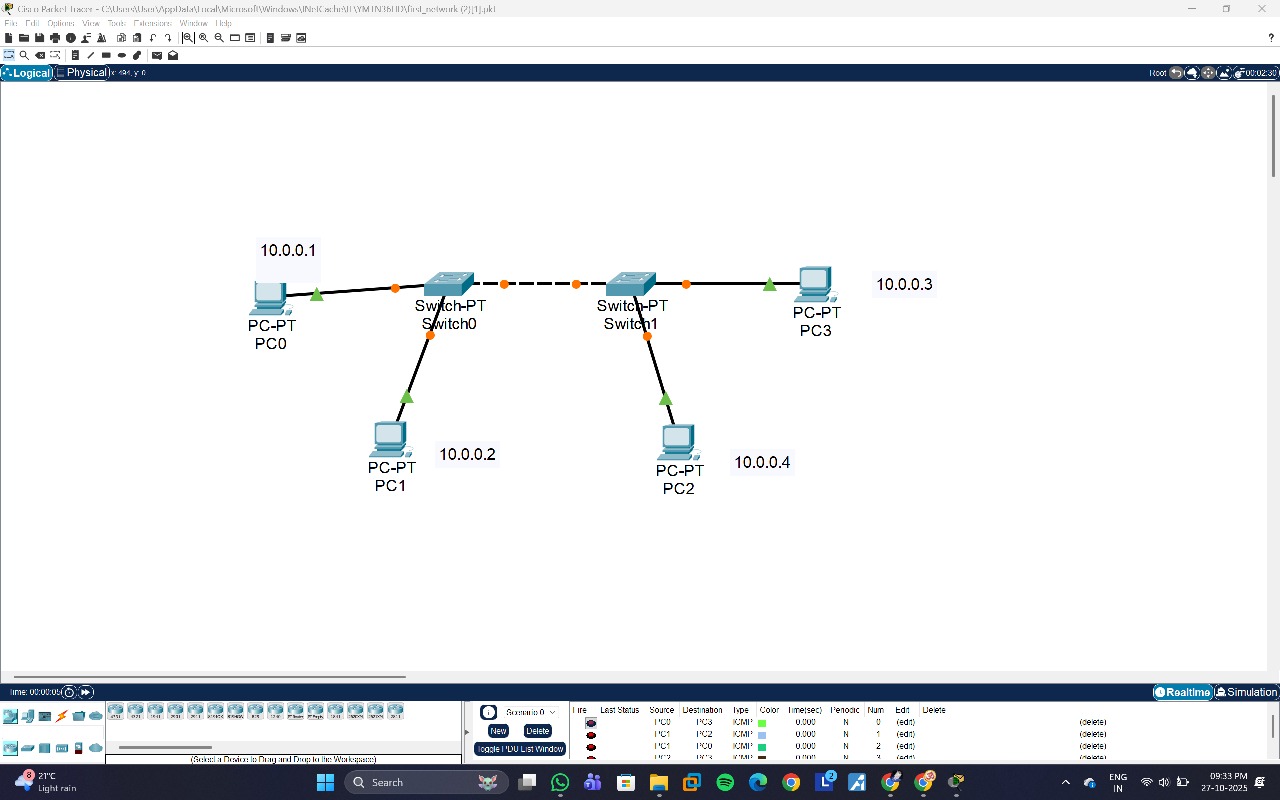 Cisco Packet Tracer - C:\Users\User\AppData\Local\Microsoft\Windows\INetCache\IE\YMTN36HD\first_network (2)[1].pkt
File Edit Options View Tools Extensions Window Help
Logical Physical x: 494, y: 0 Root 00:02:30
10.0.0.1
PC-PT
PC0
Switch-PT
Switch0
Switch-PT
Switch1
PC-PT
PC3
10.0.0.3
PC-PT
PC1
10.0.0.2
PC-PT
PC2
10.0.0.4
Time: 00:00:05 Realtime Simulation
Scenario 0
New Delete
Toggle PDU List Window
Fire Last Status Source Destination Type Color Time(sec) Periodic Num Edit Delete
PC0 PC3 ICMP 0.000 N 0 (edit) (delete)
PC1 PC2 ICMP 0.000 N 1 (edit) (delete)
PC1 PC0 ICMP 0.000 N 2 (edit) (delete)
PC2 PC3 ICMP 0.000 N 3 (edit) (delete)
(Select a Device to Drag and Drop to the Workspace)
8
21°C
Light rain
Search
2
ENG
IN
09:33 PM
27-10-2025